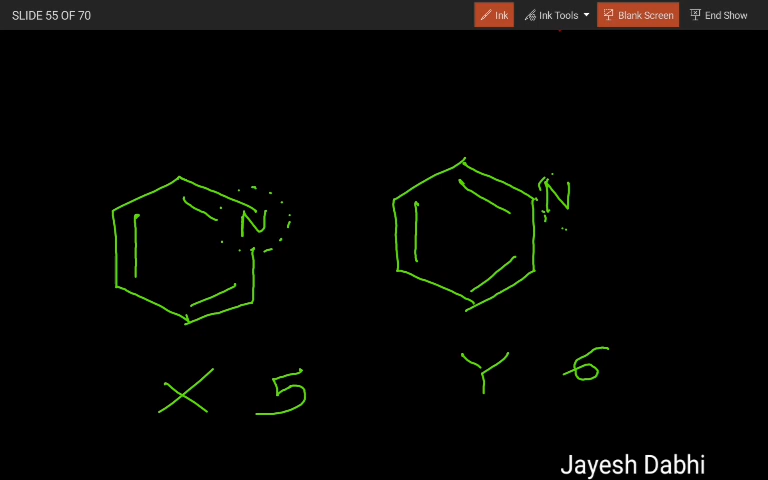 SLIDE 55 OF 70 Ink Ink Tools Blank Screen End Show
N N
X 5 Y 6
Jayesh Dabhi